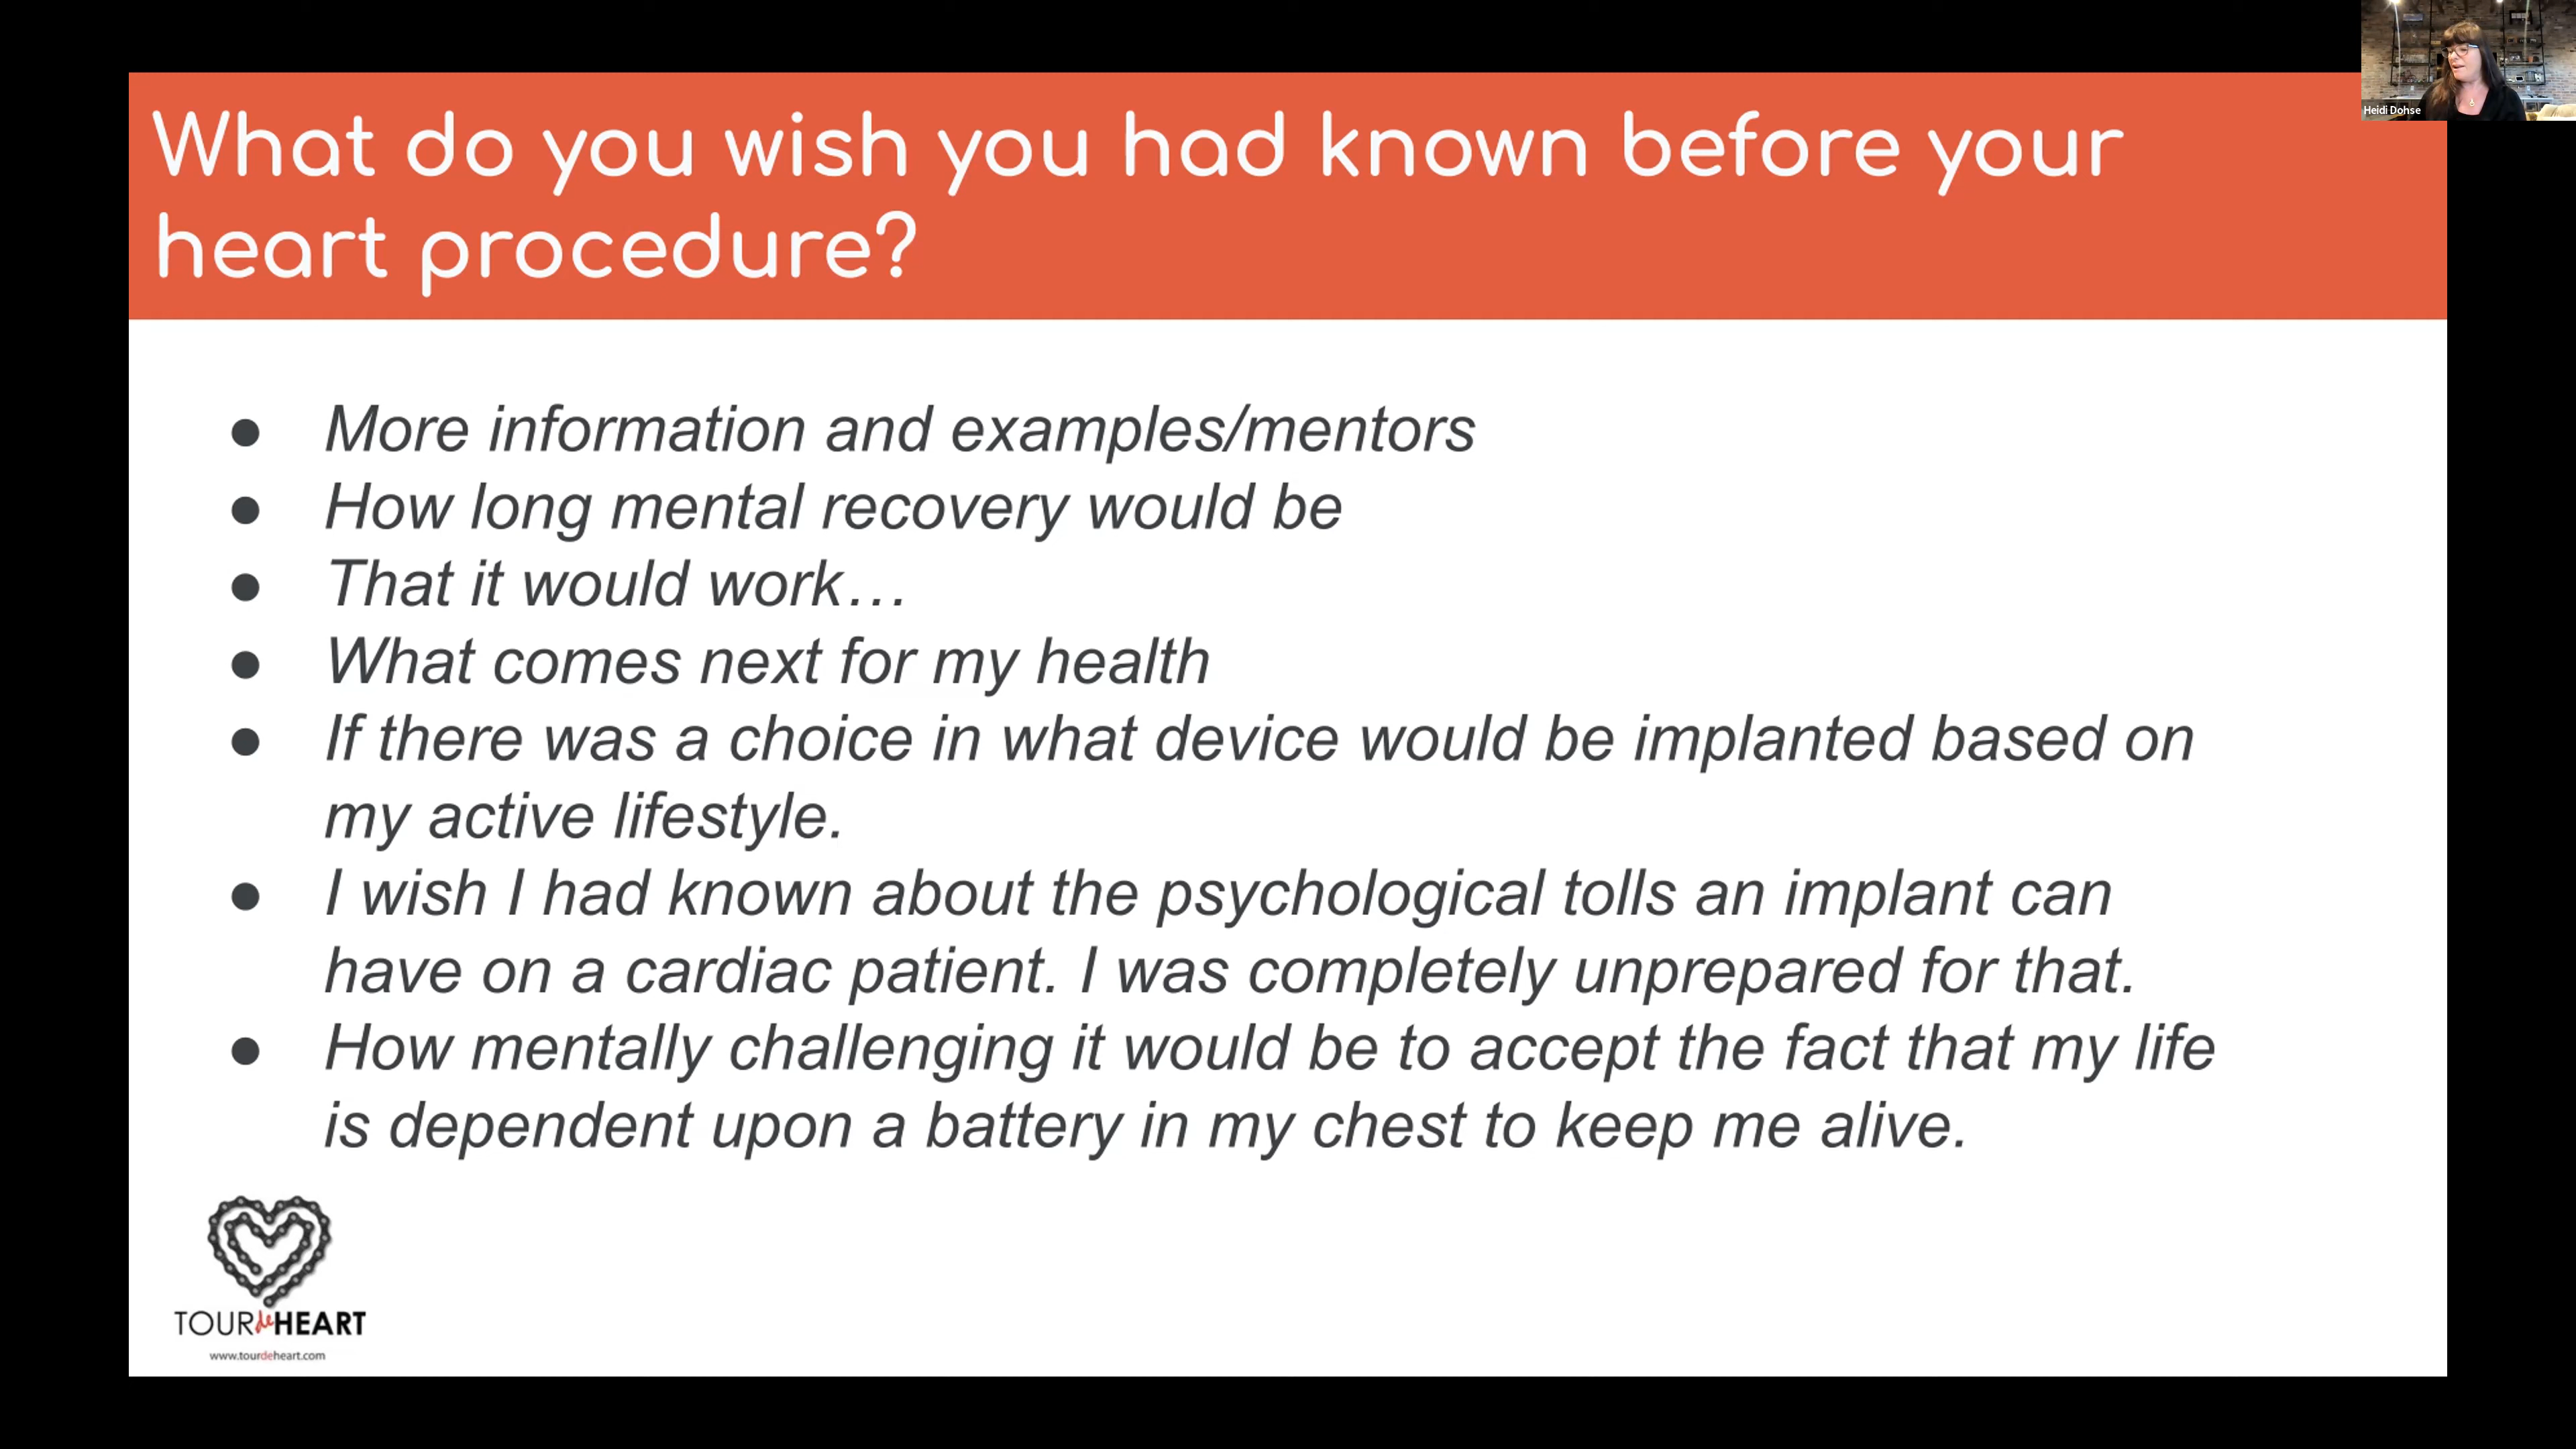 Heidi Dohse
What do you wish you had known before your
heart procedure?
● More information and examples/mentors
● How long mental recovery would be
● That it would work…
● What comes next for my health
● If there was a choice in what device would be implanted based on
my active lifestyle.
● I wish I had known about the psychological tolls an implant can
have on a cardiac patient. I was completely unprepared for that.
● How mentally challenging it would be to accept the fact that my life
is dependent upon a battery in my chest to keep me alive.
TOUR de HEART
www.tourdeheart.com